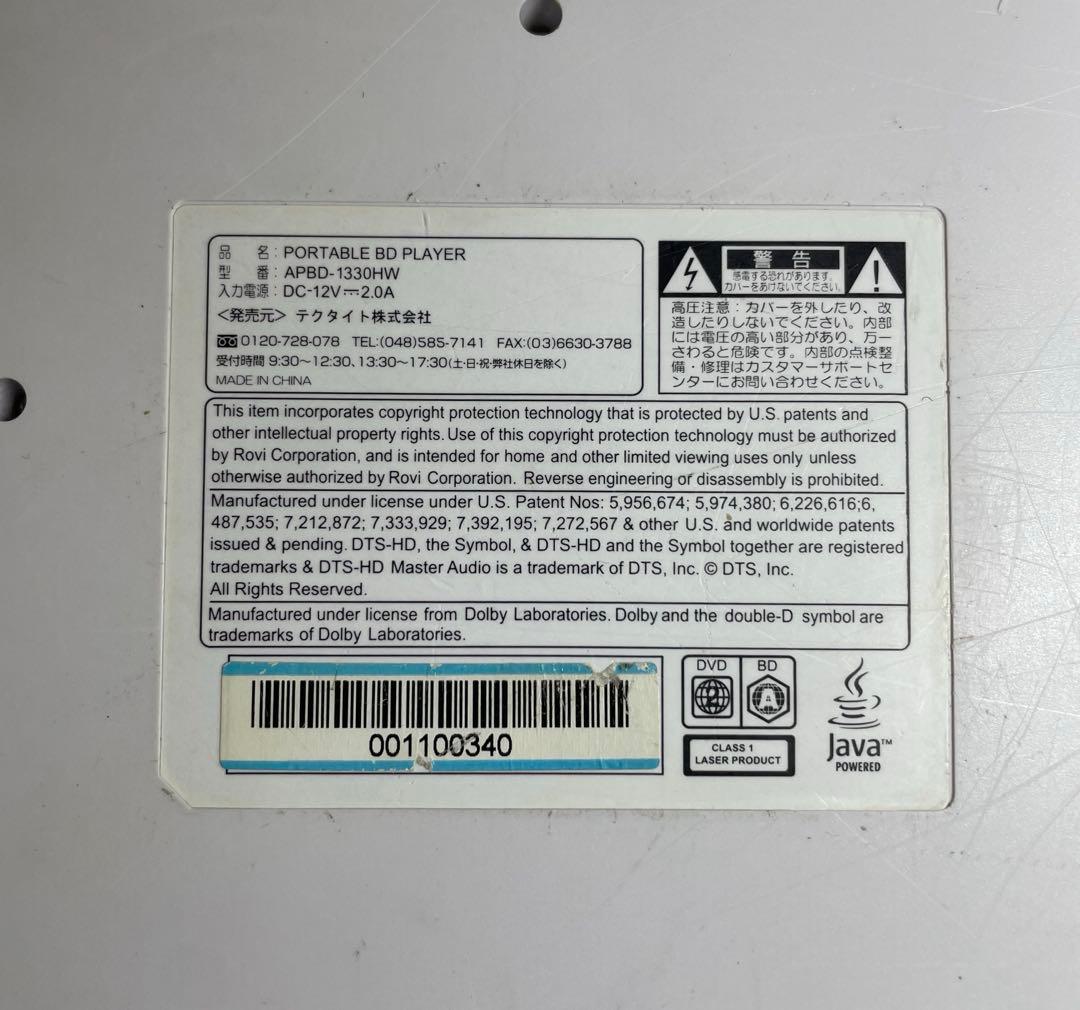 品 名：PORTABLE BD PLAYER
型 番：APBD-1330HW
入力電源：DC-12V⎓2.0A
＜発売元＞ テクタイト株式会社
0120-728-078 TEL:(048)585-7141 FAX:(03)6630-3788
受付時間 9:30〜12:30、13:30〜17:30(土・日・祝・弊社休日を除く)
MADE IN CHINA
警告
感電する恐れがあります。
カバーをあけないでください。
高圧注意：カバーを外したり、改
造したりしないでください。内部
には電圧の高い部分があり、万一
さわると危険です。内部の点検整
備・修理はカスタマーサポートセ
ンターにお問い合わせください。
This item incorporates copyright protection technology that is protected by U.S. patents and
other intellectual property rights. Use of this copyright protection technology must be authorized
by Rovi Corporation, and is intended for home and other limited viewing uses only unless
otherwise authorized by Rovi Corporation. Reverse engineering or disassembly is prohibited.
Manufactured under license under U.S. Patent Nos: 5,956,674; 5,974,380; 6,226,616;6,
487,535; 7,212,872; 7,333,929; 7,392,195; 7,272,567 & other U.S. and worldwide patents
issued & pending. DTS-HD, the Symbol, & DTS-HD and the Symbol together are registered
trademarks & DTS-HD Master Audio is a trademark of DTS, Inc. © DTS, Inc.
All Rights Reserved.
Manufactured under license from Dolby Laboratories. Dolby and the double-D symbol are
trademarks of Dolby Laboratories.
001100340
DVD BD
2 A
CLASS 1
LASER PRODUCT
Java™
POWERED